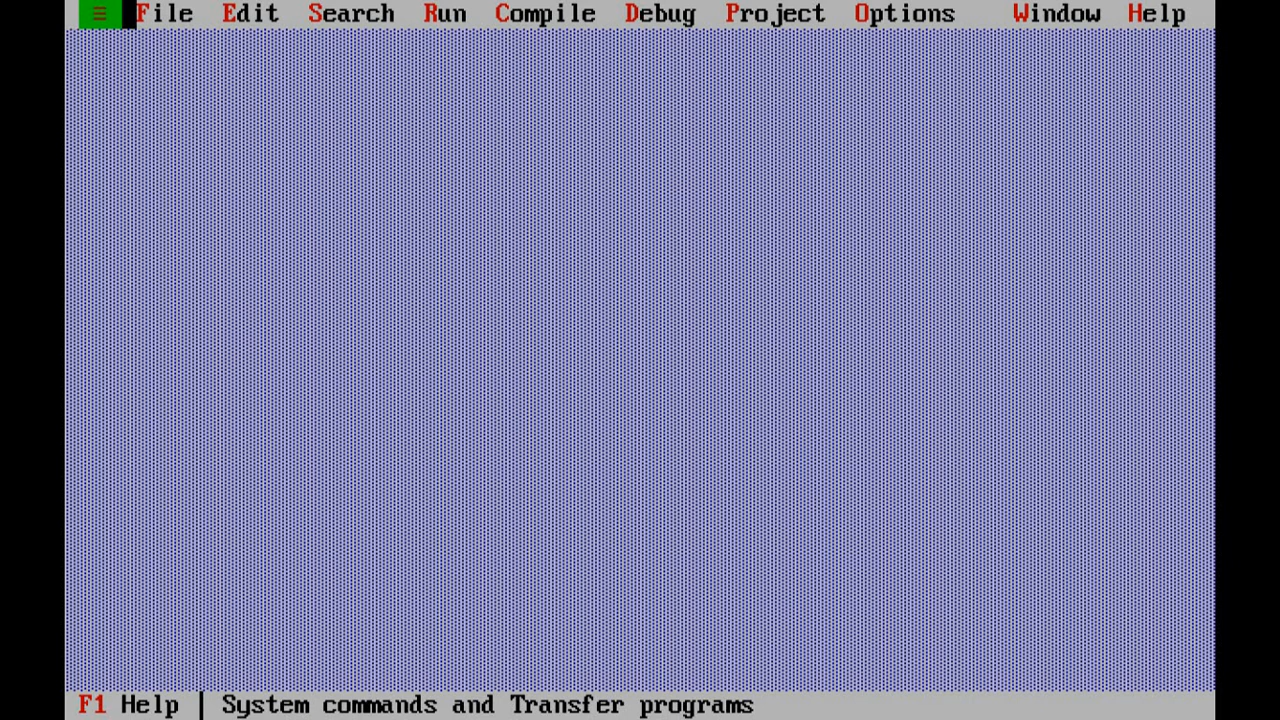 ≡ File Edit Search Run Compile Debug Project Options Window Help
F1 Help | System commands and Transfer programs